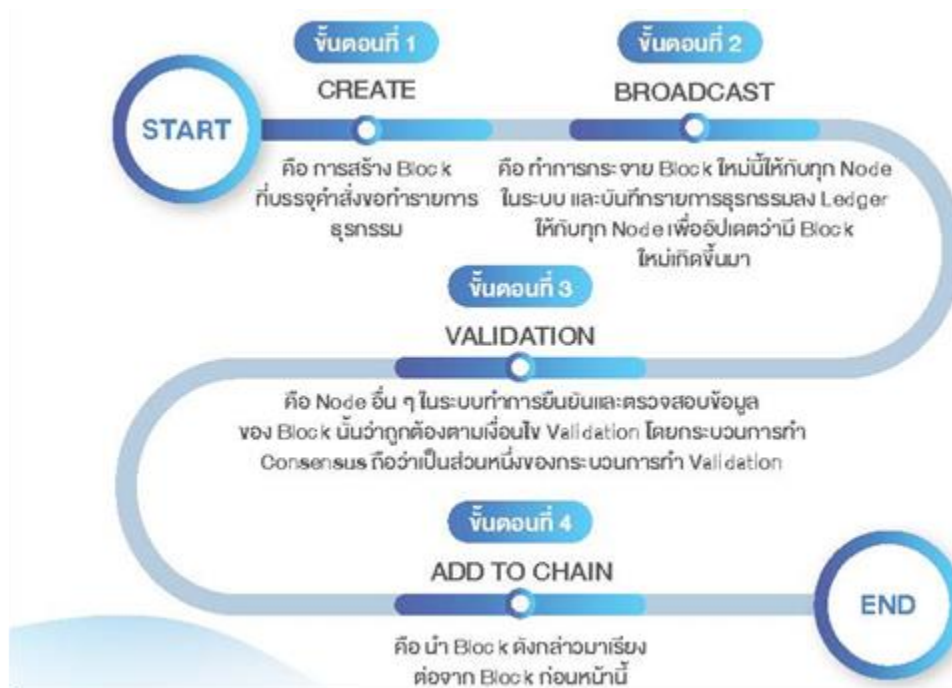 ขั้นตอนที่ 1
ขั้นตอนที่ 2
CREATE
BROADCAST
START
คือ การสร้าง Block
ที่บรรจุคำสั่งขอทำรายการ
ธุรกรรม
คือ ทำการกระจาย Block ใหม่นี้ให้กับทุก Node
ในระบบ และบันทึกรายการธุรกรรมลง Ledger
ให้กับทุก Node เพื่ออัปเดตว่ามี Block
ใหม่เกิดขึ้นมา
ขั้นตอนที่ 3
VALIDATION
คือ Node อื่น ๆ ในระบบทำการยืนยันและตรวจสอบข้อมูล
ของ Block นั้นว่าถูกต้องตามเงื่อนไข Validation โดยกระบวนการทำ
Consensus ถือว่าเป็นส่วนหนึ่งของกระบวนการทำ Validation
ขั้นตอนที่ 4
ADD TO CHAIN
END
คือ นำ Block ดังกล่าวมาเรียง
ต่อจาก Block ก่อนหน้านี้